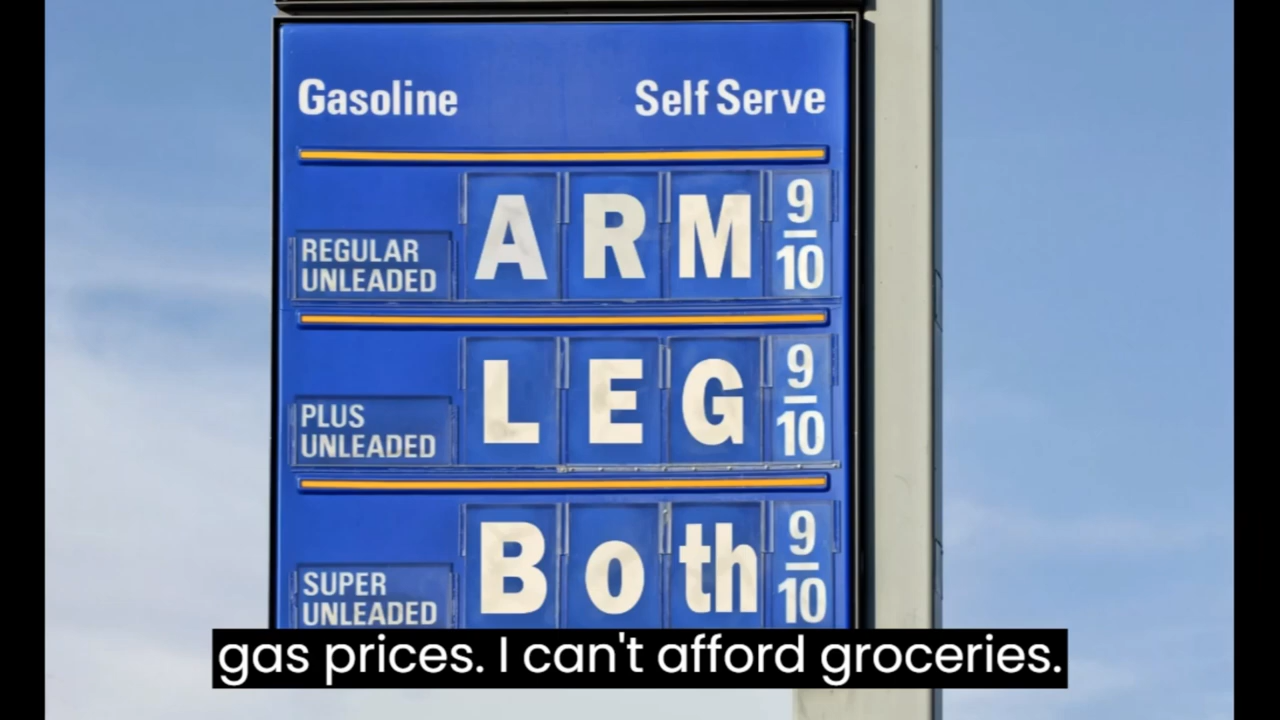 Gasoline Self Serve
REGULAR
UNLEADED
ARM 9/10
PLUS
UNLEADED
LEG 9/10
SUPER
UNLEADED
Both 9/10
gas prices. I can't afford groceries.